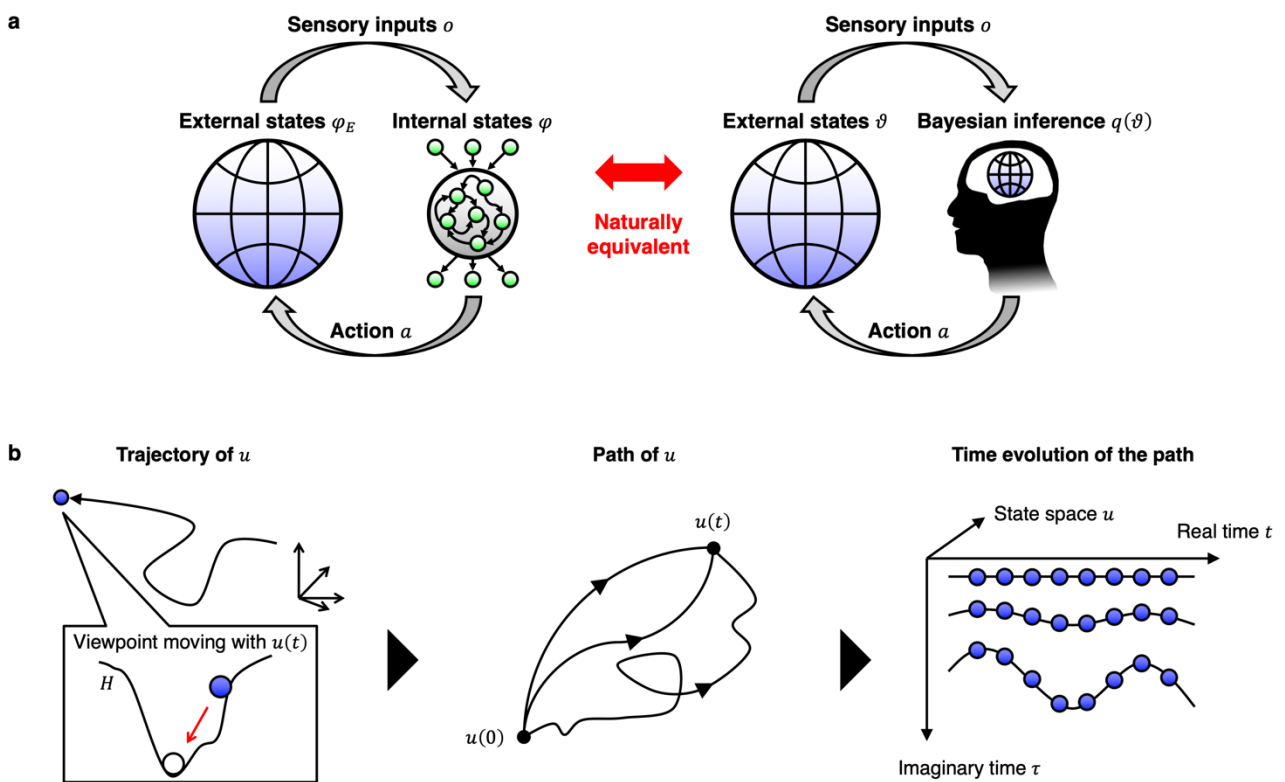 a
Sensory inputs o
Sensory inputs o
External states φ_E
Internal states φ
External states ϑ
Bayesian inference q(ϑ)
Naturally
equivalent
Action a
Action a
b
Trajectory of u
Path of u
Time evolution of the path
Viewpoint moving with u(t)
H
u(t)
u(0)
State space u
Real time t
Imaginary time τ